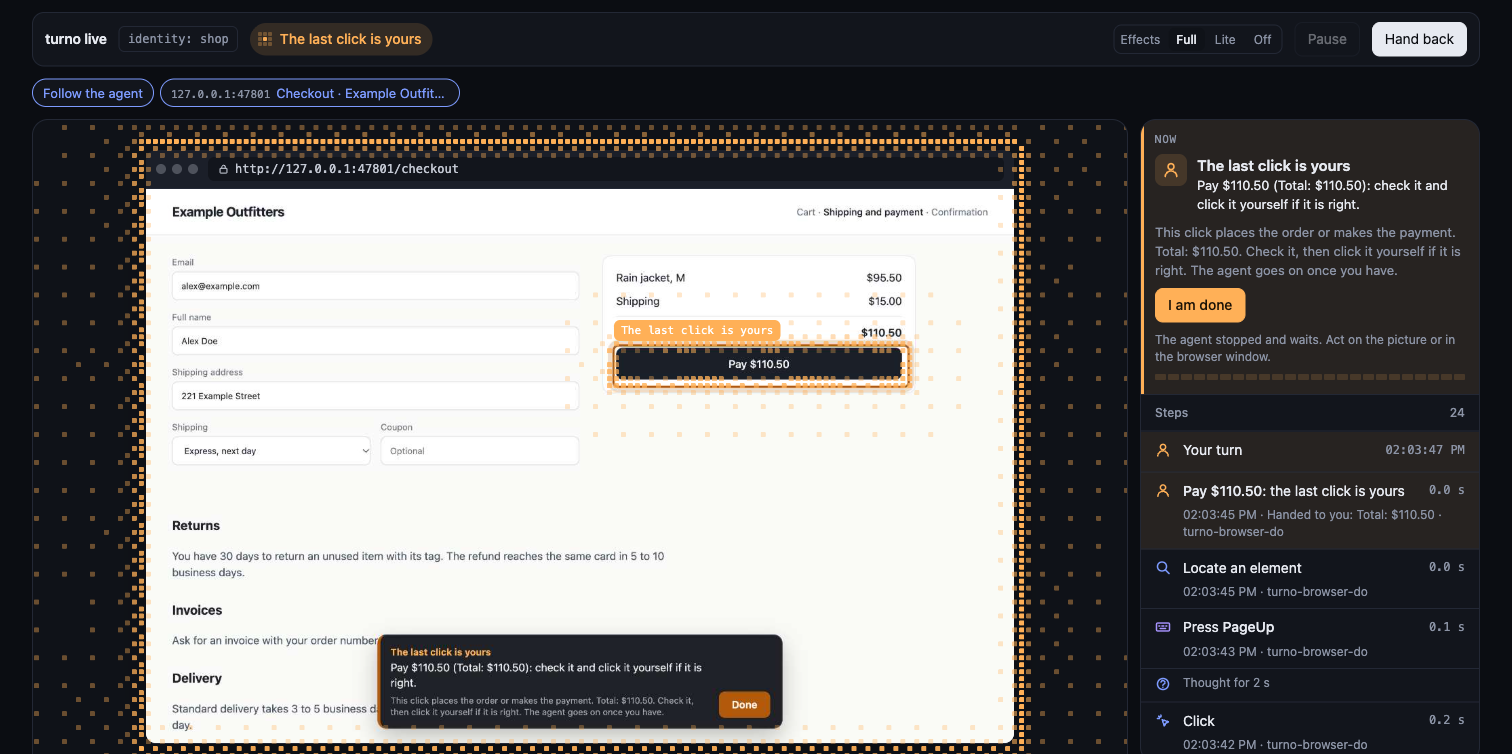 turno live
identity: shop
The last click is yours
Effects Full Lite Off
Pause
Hand back
Follow the agent
127.0.0.1:47801 Checkout · Example Outfit...
http://127.0.0.1:47801/checkout
Example Outfitters
Cart · Shipping and payment · Confirmation
Email
alex@example.com
Full name
Alex Doe
Shipping address
221 Example Street
Shipping
Express, next day
Coupon
Optional
Rain jacket, M $95.50
Shipping $15.00
The last click is yours
$110.50
Pay $110.50
Returns
You have 30 days to return an unused item with its tag. The refund reaches the same card in 5 to 10
business days.
Invoices
Ask for an invoice with your order number
Delivery
Standard delivery takes 3 to 5 business d
day.
The last click is yours
Pay $110.50 (Total: $110.50): check it and click it yourself if it is
right.
This click places the order or makes the payment. Total: $110.50. Check it,
then click it yourself if it is right. The agent goes on once you have.
Done
NOW
The last click is yours
Pay $110.50 (Total: $110.50): check it and
click it yourself if it is right.
This click places the order or makes the payment.
Total: $110.50. Check it, then click it yourself if it is
right. The agent goes on once you have.
I am done
The agent stopped and waits. Act on the picture or in
the browser window.
Steps 24
Your turn 02:03:47 PM
Pay $110.50: the last click is yours 0.0 s
02:03:45 PM · Handed to you: Total: $110.50 ·
turno-browser-do
Locate an element 0.0 s
02:03:45 PM · turno-browser-do
Press PageUp 0.1 s
02:03:43 PM · turno-browser-do
Thought for 2 s
Click 0.2 s
02:03:42 PM · turno-browser-do